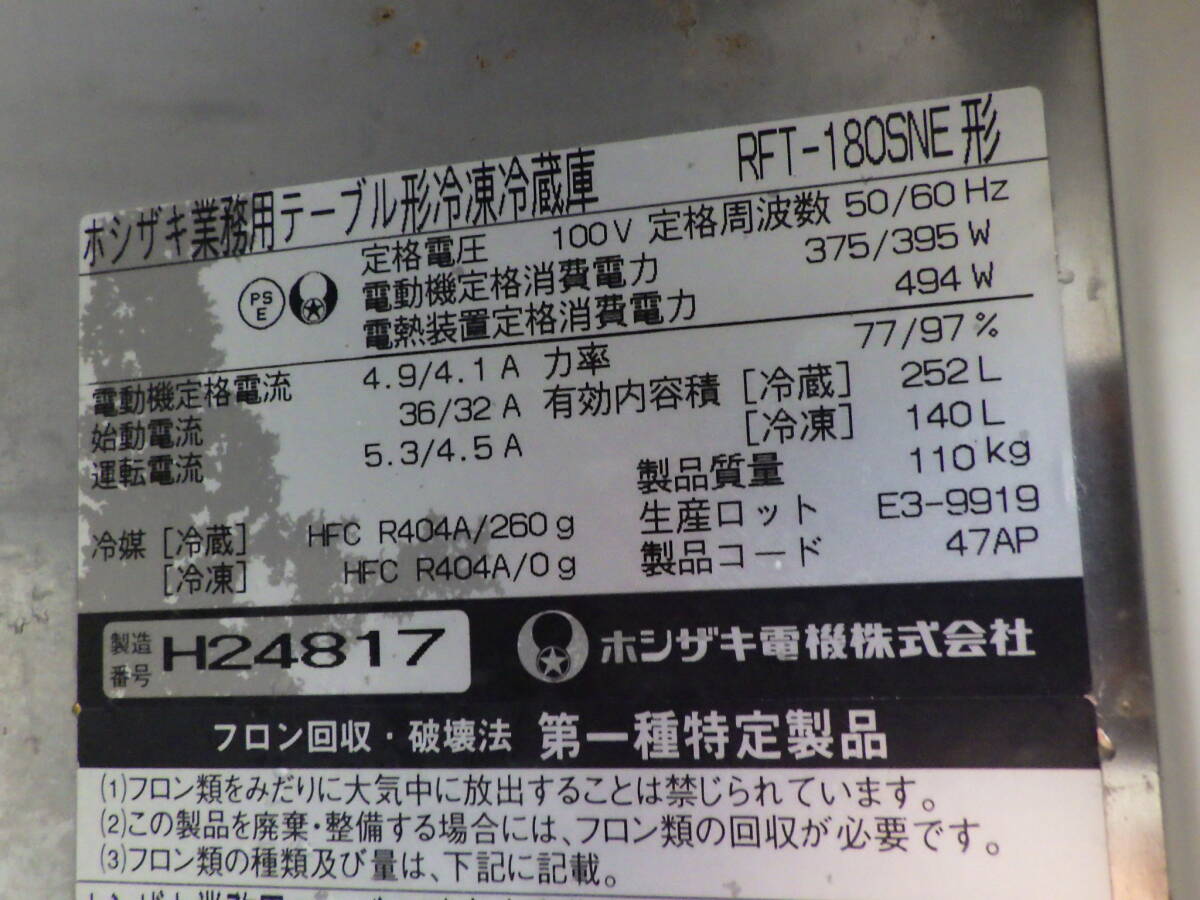 ホシザキ業務用テーブル形冷凍冷蔵庫 RFT-180SNE形
PS E
定格電圧 100V 定格周波数 50/60 Hz
電動機定格消費電力 375/395 W
電熱装置定格消費電力 494 W
電動機定格電流 4.9/4.1 A 力率 77/97 %
始動電流 36/32 A 有効内容積 [冷蔵] 252 L
運転電流 5.3/4.5 A [冷凍] 140 L
製品質量 110 kg
冷媒 [冷蔵] HFC R404A/260 g 生産ロット E3-9919
[冷凍] HFC R404A/0 g 製品コード 47AP
製造番号 H24817 ホシザキ電機株式会社
フロン回収・破壊法 第一種特定製品
(1)フロン類をみだりに大気中に放出することは禁じられています。
(2)この製品を廃棄・整備する場合には、フロン類の回収が必要です。
(3)フロン類の種類及び量は、下記に記載。